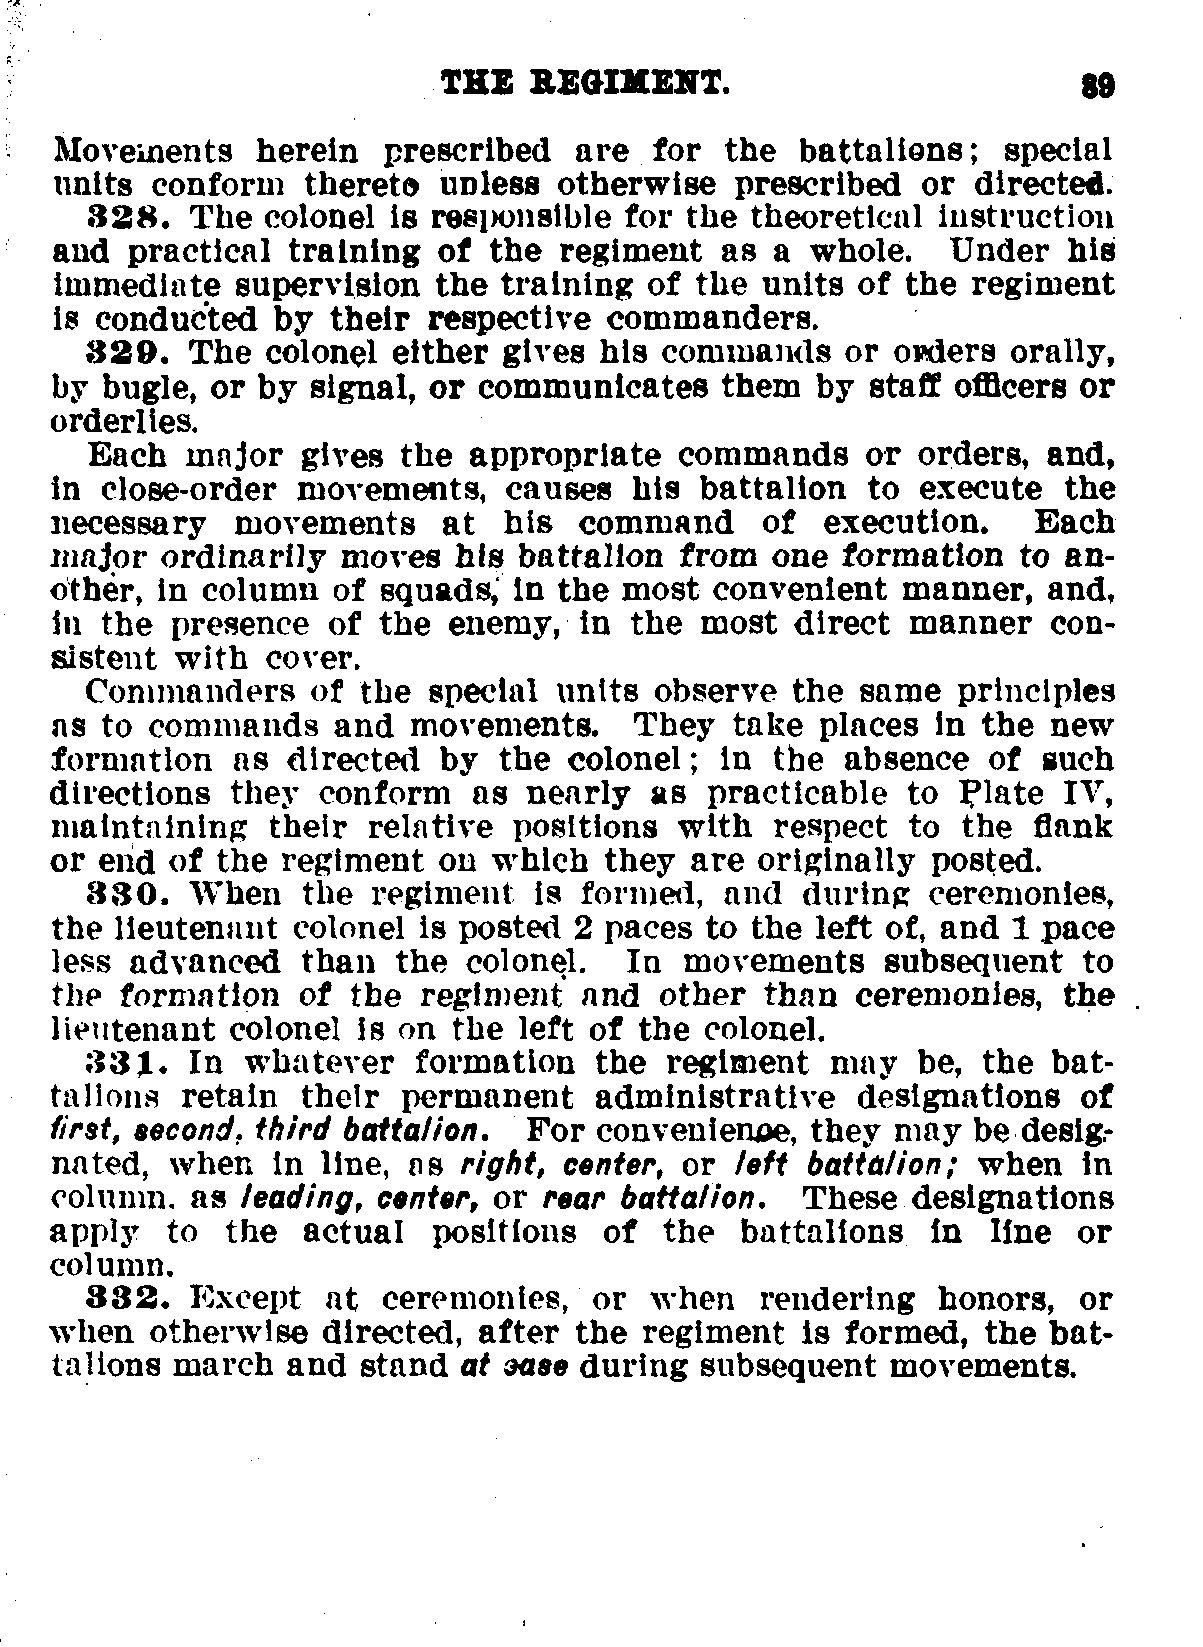 THE REGIMENT. 89
Movements herein prescribed are for the battalions; special
units conform thereto unless otherwise prescribed or directed.
328. The colonel is responsible for the theoretical instruction
and practical training of the regiment as a whole. Under his
immediate supervision the training of the units of the regiment
is conducted by their respective commanders.
329. The colonel either gives his commands or orders orally,
by bugle, or by signal, or communicates them by staff officers or
orderlies.
Each major gives the appropriate commands or orders, and,
in close-order movements, causes his battalion to execute the
necessary movements at his command of execution. Each
major ordinarily moves his battalion from one formation to an-
other, in column of squads, in the most convenient manner, and,
in the presence of the enemy, in the most direct manner con-
sistent with cover.
Commanders of the special units observe the same principles
as to commands and movements. They take places in the new
formation as directed by the colonel; in the absence of such
directions they conform as nearly as practicable to Plate IV,
maintaining their relative positions with respect to the flank
or end of the regiment on which they are originally posted.
330. When the regiment is formed, and during ceremonies,
the lieutenant colonel is posted 2 paces to the left of, and 1 pace
less advanced than the colonel. In movements subsequent to
the formation of the regiment and other than ceremonies, the
lieutenant colonel is on the left of the colonel.
331. In whatever formation the regiment may be, the bat-
talions retain their permanent administrative designations of
first, second, third battalion. For convenience, they may be desig-
nated, when in line, as right, center, or left battalion; when in
column, as leading, center, or rear battalion. These designations
apply to the actual positions of the battalions in line or
column.
332. Except at ceremonies, or when rendering honors, or
when otherwise directed, after the regiment is formed, the bat-
talions march and stand at ease during subsequent movements.